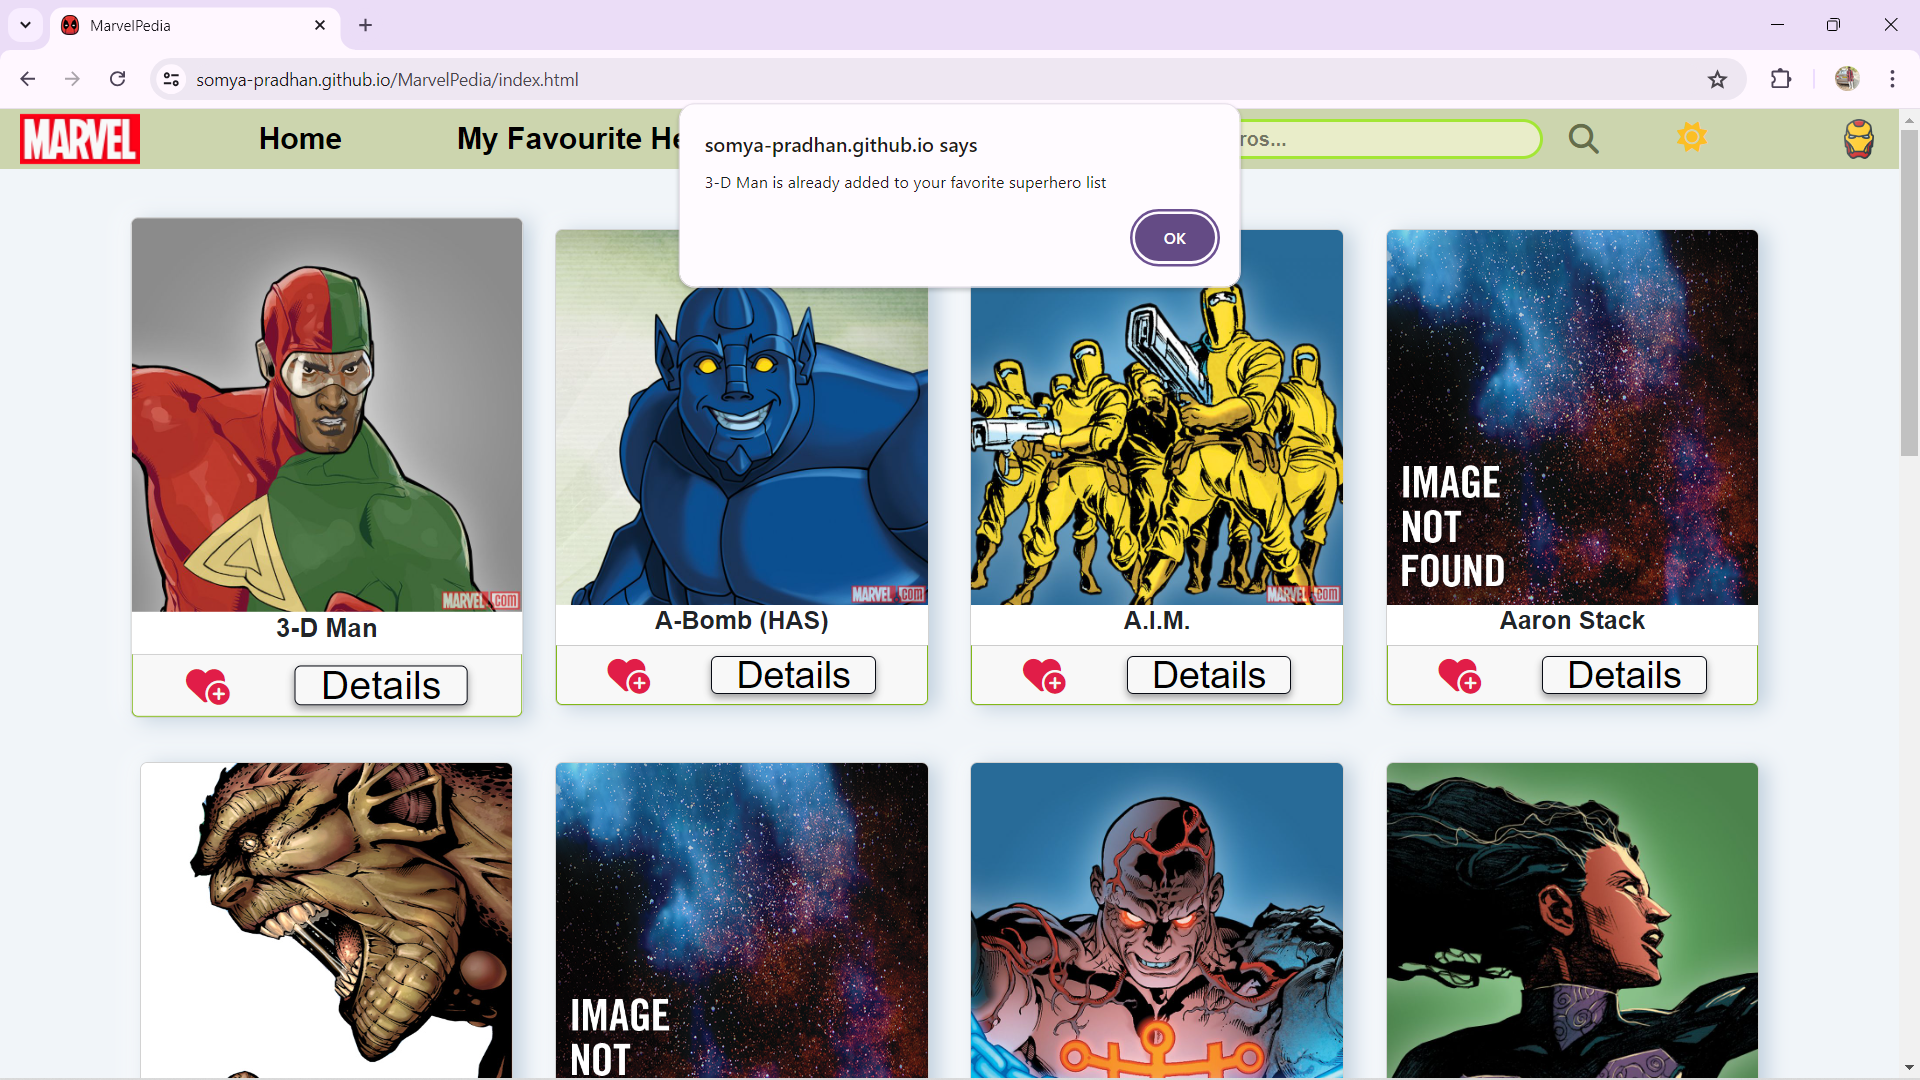 MarvelPedia
somya-pradhan.github.io/MarvelPedia/index.html
MARVEL
Home
My Favourite He
ros...
somya-pradhan.github.io says
3-D Man is already added to your favorite superhero list
OK
MARVEL.COM
MARVEL.COM
MARVEL.COM
IMAGE
NOT
FOUND
3-D Man
A-Bomb (HAS)
A.I.M.
Aaron Stack
Details
Details
Details
Details
IMAGE
NOT